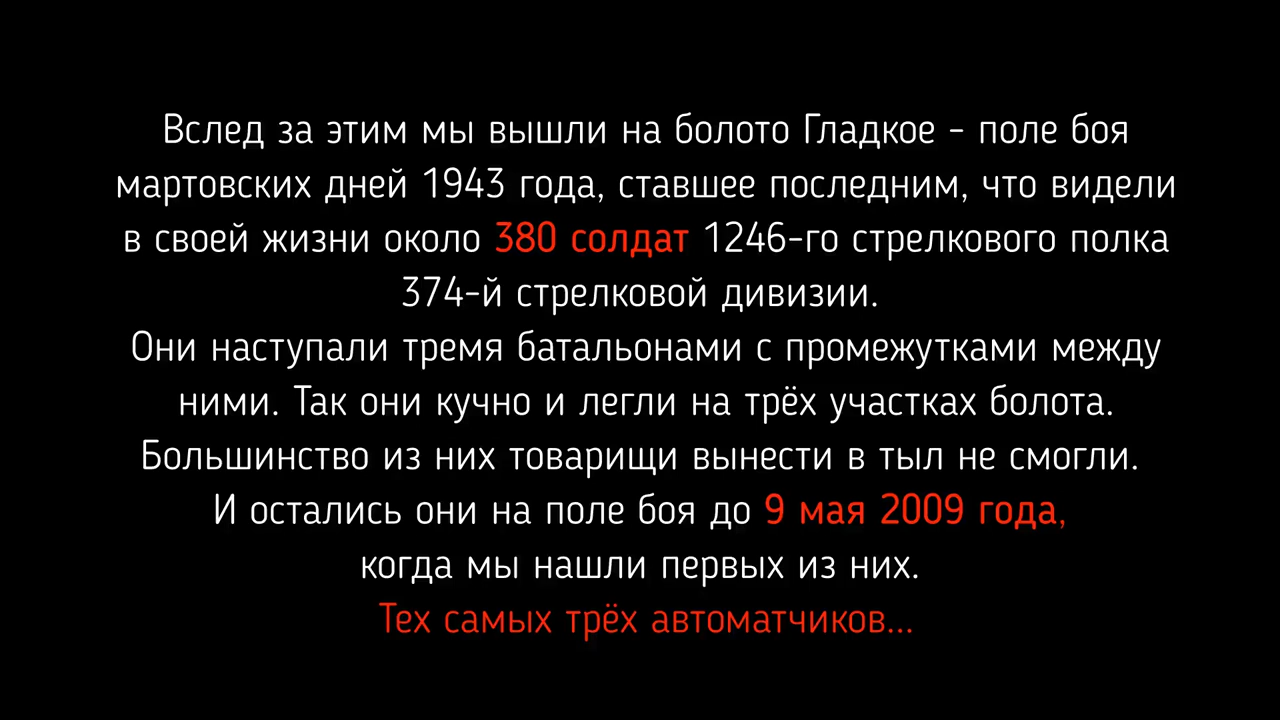 Вслед за этим мы вышли на болото Гладкое - поле боя
мартовских дней 1943 года, ставшее последним, что видели
в своей жизни около 380 солдат 1246-го стрелкового полка
374-й стрелковой дивизии.
Они наступали тремя батальонами с промежутками между
ними. Так они кучно и легли на трёх участках болота.
Большинство из них товарищи вынести в тыл не смогли.
И остались они на поле боя до 9 мая 2009 года,
когда мы нашли первых из них.
Тех самых трёх автоматчиков...